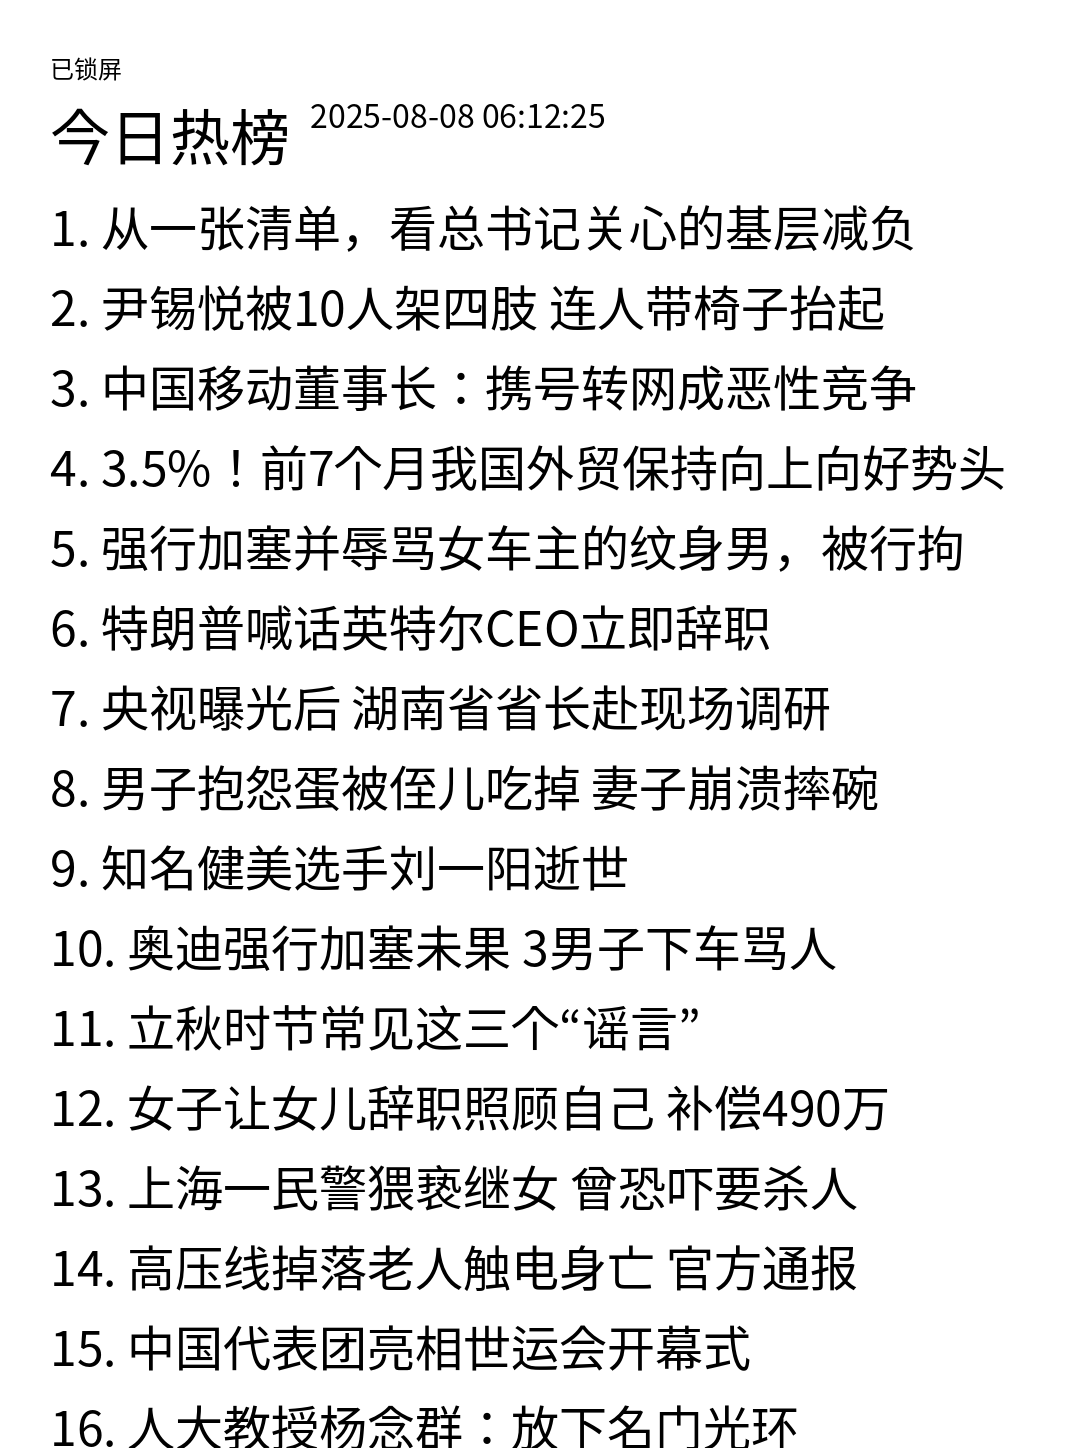 已锁屏
今日热榜 2025-08-08 06:12:25
1. 从一张清单，看总书记关心的基层减负
2. 尹锡悦被10人架四肢 连人带椅子抬起
3. 中国移动董事长：携号转网成恶性竞争
4. 3.5%！前7个月我国外贸保持向上向好势头
5. 强行加塞并辱骂女车主的纹身男，被行拘
6. 特朗普喊话英特尔CEO立即辞职
7. 央视曝光后 湖南省省长赴现场调研
8. 男子抱怨蛋被侄儿吃掉 妻子崩溃摔碗
9. 知名健美选手刘一阳逝世
10. 奥迪强行加塞未果 3男子下车骂人
11. 立秋时节常见这三个“谣言”
12. 女子让女儿辞职照顾自己 补偿490万
13. 上海一民警猥亵继女 曾恐吓要杀人
14. 高压线掉落老人触电身亡 官方通报
15. 中国代表团亮相世运会开幕式
16. 人大教授杨念群：放下名门光环